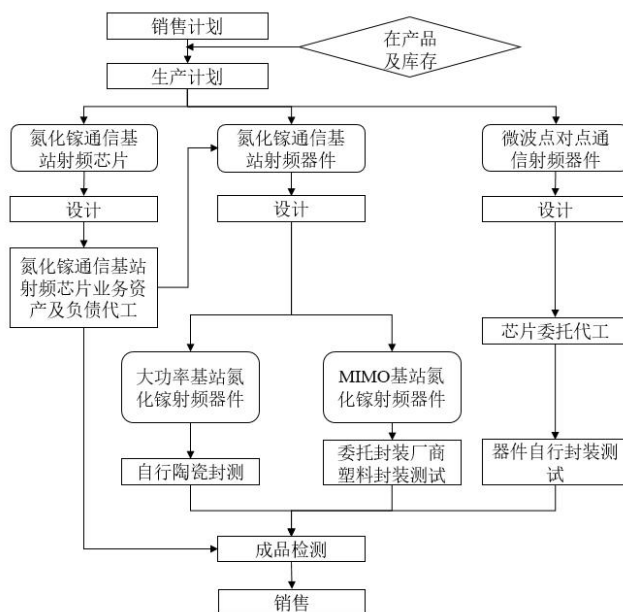 销售计划
在产品
及库存
生产计划
氮化镓通信基
站射频芯片
氮化镓通信基
站射频器件
微波点对点通
信射频器件
设计
设计
设计
氮化镓通信基站
射频芯片业务资
产及负债代工
芯片委托代工
大功率基站氮
化镓射频器件
MIMO基站氮
化镓射频器件
自行陶瓷封测
委托封装厂商
塑料封装测试
器件自行封装测
试
成品检测
销售